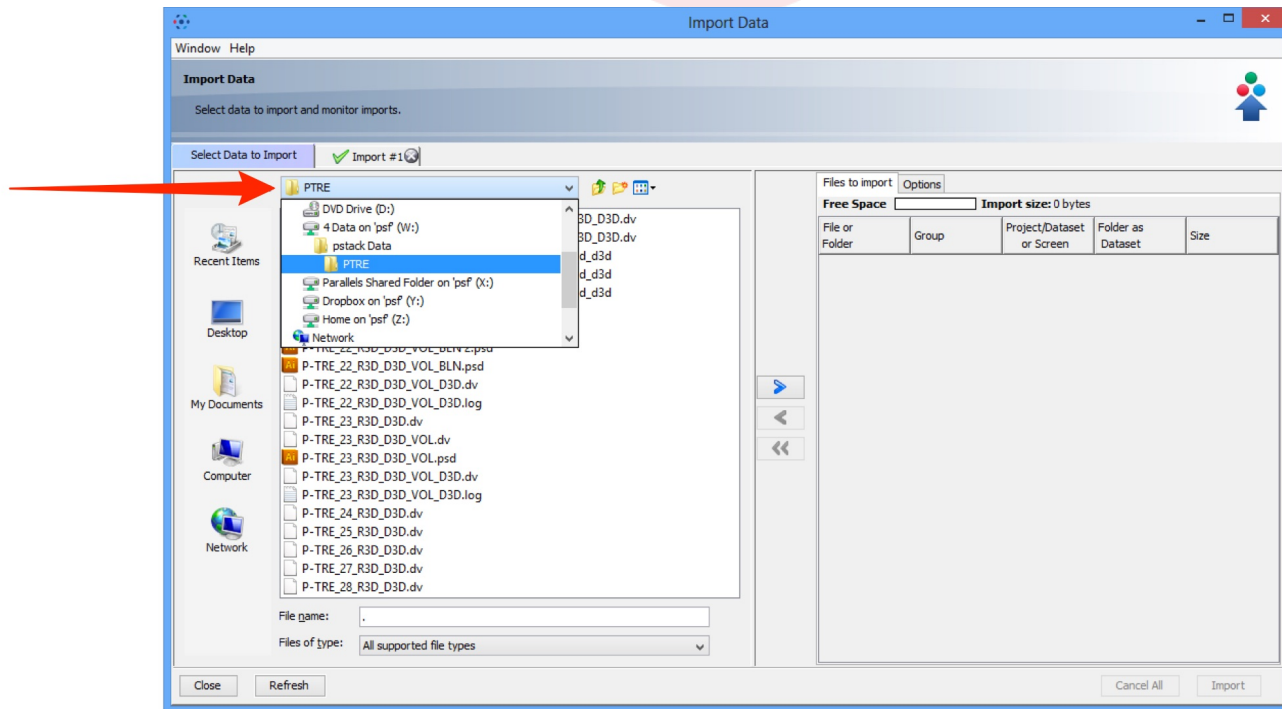 Import Data
Window Help
Import Data
Select data to import and monitor imports.
Select Data to Import
Import #1
PTRE
DVD Drive (D:)
4 Data on 'psf' (W:)
pstack Data
PTRE
Parallels Shared Folder on 'psf' (X:)
Dropbox on 'psf' (Y:)
Home on 'psf' (Z:)
Network
3D_D3D.dv
3D_D3D.dv
d_d3d
d_d3d
d_d3d
Recent Items
Desktop
My Documents
Computer
Network
P-TRE_22_R3D_D3D_VOL_BLN 2.psd
P-TRE_22_R3D_D3D_VOL_BLN.psd
P-TRE_22_R3D_D3D_VOL_D3D.dv
P-TRE_22_R3D_D3D_VOL_D3D.log
P-TRE_23_R3D_D3D.dv
P-TRE_23_R3D_D3D_VOL.dv
P-TRE_23_R3D_D3D_VOL.psd
P-TRE_23_R3D_D3D_VOL_D3D.dv
P-TRE_23_R3D_D3D_VOL_D3D.log
P-TRE_24_R3D_D3D.dv
P-TRE_25_R3D_D3D.dv
P-TRE_26_R3D_D3D.dv
P-TRE_27_R3D_D3D.dv
P-TRE_28_R3D_D3D.dv
File name: .
Files of type: All supported file types
Files to import Options
Free Space Import size: 0 bytes
File or Folder Group Project/Dataset or Screen Folder as Dataset Size
Close Refresh Cancel All Import